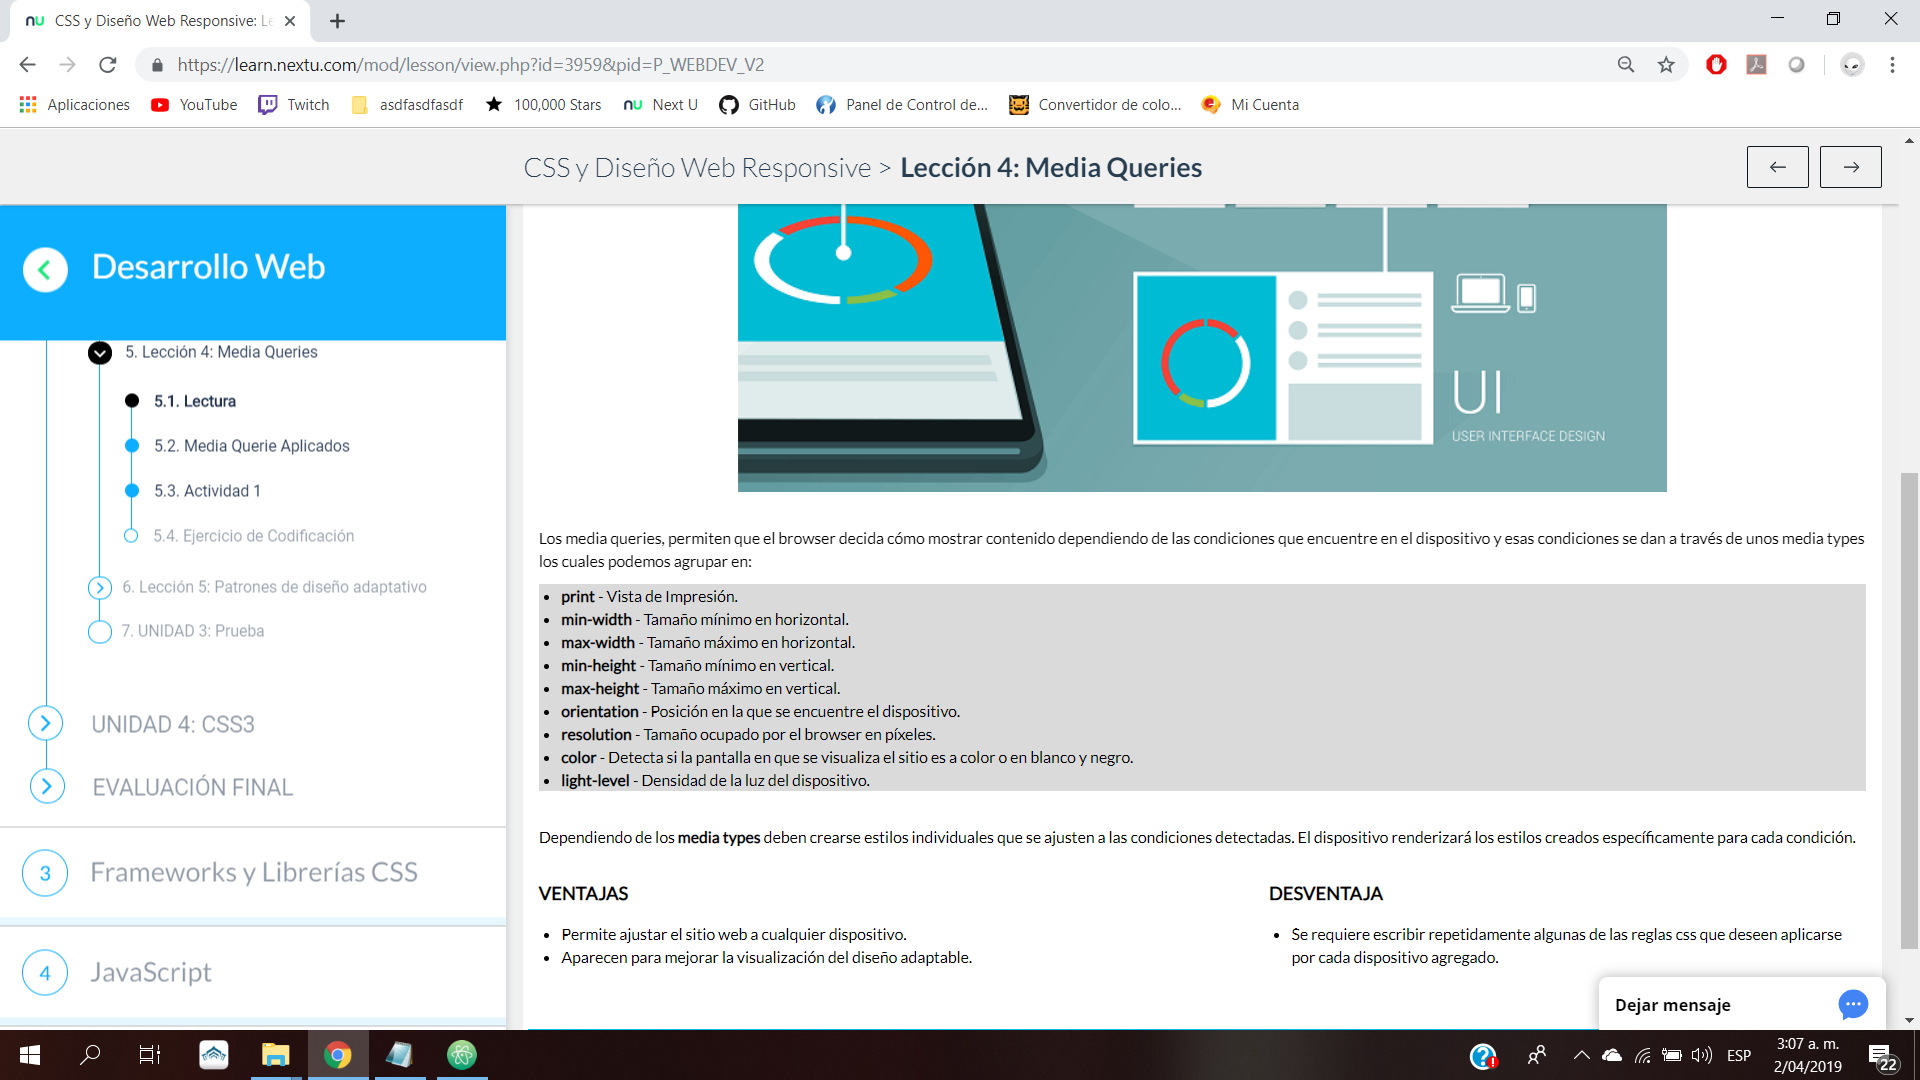 CSS y Diseño Web Responsive: Le
https://learn.nextu.com/mod/lesson/view.php?id=3959&pid=P_WEBDEV_V2
Aplicaciones
YouTube
Twitch
asdfasdfasdf
100,000 Stars
Next U
GitHub
Panel de Control de...
Convertidor de colo...
Mi Cuenta
CSS y Diseño Web Responsive > Lección 4: Media Queries
Desarrollo Web
5. Lección 4: Media Queries
5.1. Lectura
5.2. Media Querie Aplicados
5.3. Actividad 1
5.4. Ejercicio de Codificación
6. Lección 5: Patrones de diseño adaptativo
7. UNIDAD 3: Prueba
UNIDAD 4: CSS3
EVALUACIÓN FINAL
3 Frameworks y Librerías CSS
4 JavaScript
UI
USER INTERFACE DESIGN
Los media queries, permiten que el browser decida cómo mostrar contenido dependiendo de las condiciones que encuentre en el dispositivo y esas condiciones se dan a través de unos media types
los cuales podemos agrupar en:
• print - Vista de Impresión.
• min-width - Tamaño mínimo en horizontal.
• max-width - Tamaño máximo en horizontal.
• min-height - Tamaño mínimo en vertical.
• max-height - Tamaño máximo en vertical.
• orientation - Posición en la que se encuentre el dispositivo.
• resolution - Tamaño ocupado por el browser en píxeles.
• color - Detecta si la pantalla en que se visualiza el sitio es a color o en blanco y negro.
• light-level - Densidad de la luz del dispositivo.
Dependiendo de los media types deben crearse estilos individuales que se ajusten a las condiciones detectadas. El dispositivo renderizará los estilos creados específicamente para cada condición.
VENTAJAS
• Permite ajustar el sitio web a cualquier dispositivo.
• Aparecen para mejorar la visualización del diseño adaptable.
DESVENTAJA
• Se requiere escribir repetidamente algunas de las reglas css que deseen aplicarse
por cada dispositivo agregado.
Dejar mensaje
ESP
3:07 a. m.
2/04/2019
22